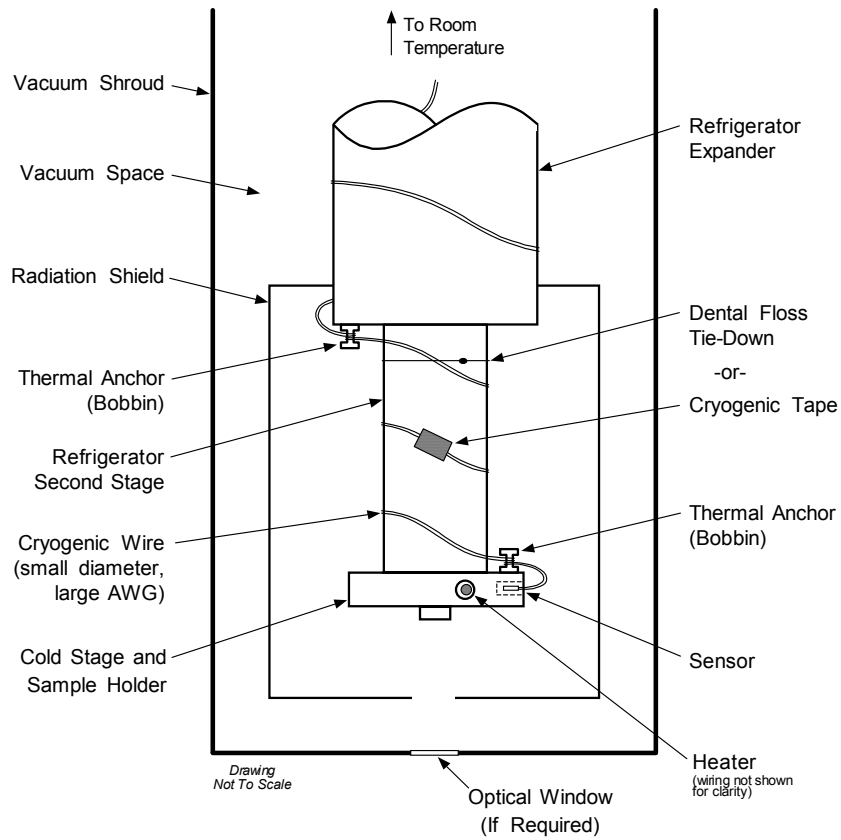 To Room
Temperature
Vacuum Shroud
Vacuum Space
Radiation Shield
Thermal Anchor
(Bobbin)
Refrigerator
Second Stage
Cryogenic Wire
(small diameter,
large AWG)
Cold Stage and
Sample Holder
Refrigerator
Expander
Dental Floss
Tie-Down
-or-
Cryogenic Tape
Thermal Anchor
(Bobbin)
Sensor
Heater
(wiring not shown
for clarity)
Drawing
Not To Scale
Optical Window
(If Required)